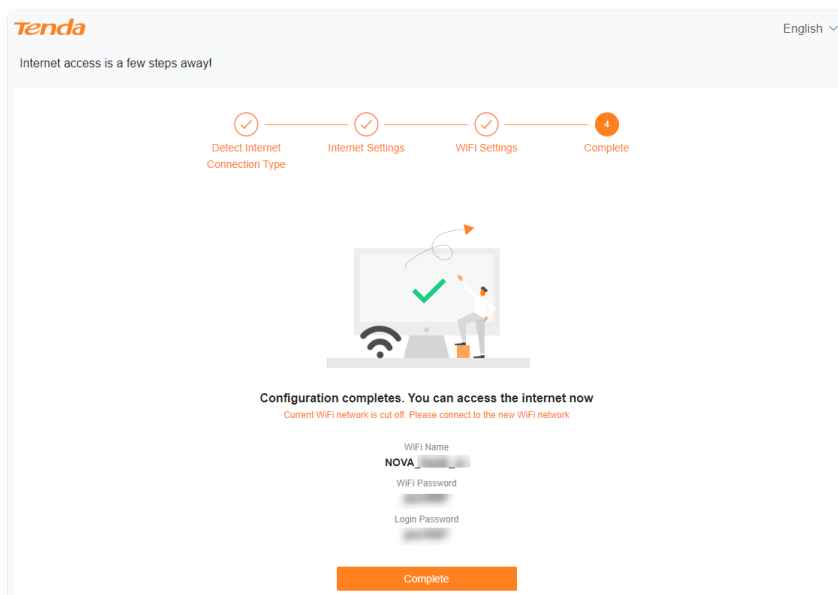 Tenda
English
Internet access is a few steps away!
4
Detect Internet
Connection Type
Internet Settings
WiFi Settings
Complete
Configuration completes. You can access the internet now
Current WiFi network is cut off. Please connect to the new WiFi network
WiFi Name
NOVA_
WiFi Password
Login Password
Complete